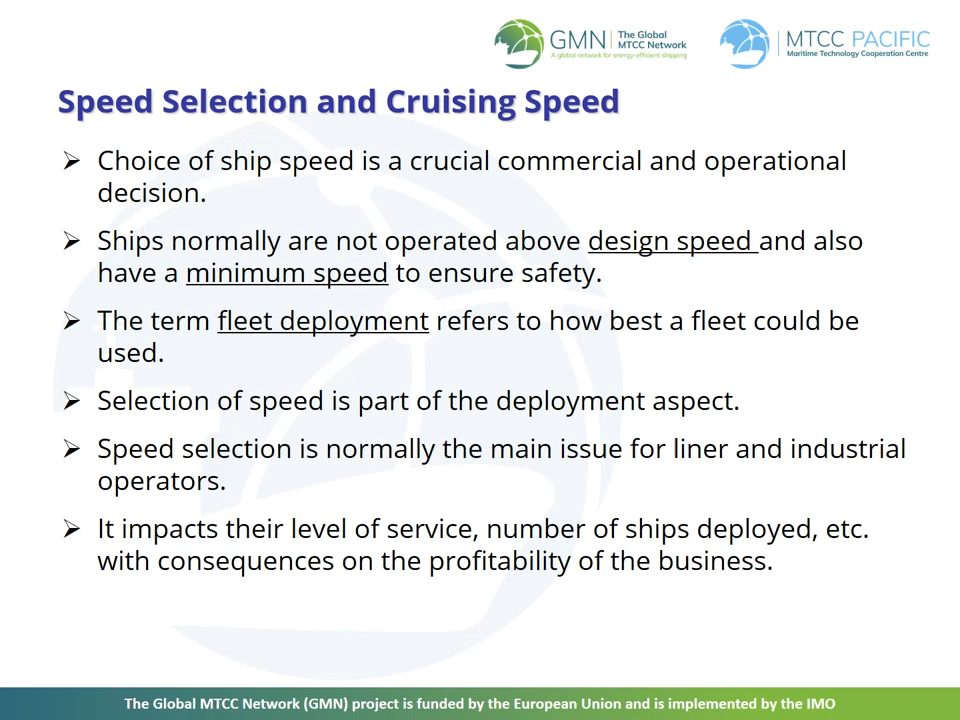 GMN
The Global
MTCC Network
A global network for energy-efficient shipping
MTCC PACIFIC
Maritime Technology Cooperation Centre
Speed Selection and Cruising Speed
Choice of ship speed is a crucial commercial and operational
decision.
Ships normally are not operated above design speed and also
have a minimum speed to ensure safety.
The term fleet deployment refers to how best a fleet could be
used.
Selection of speed is part of the deployment aspect.
Speed selection is normally the main issue for liner and industrial
operators.
It impacts their level of service, number of ships deployed, etc.
with consequences on the profitability of the business.
The Global MTCC Network (GMN) project is funded by the European Union and is implemented by the IMO